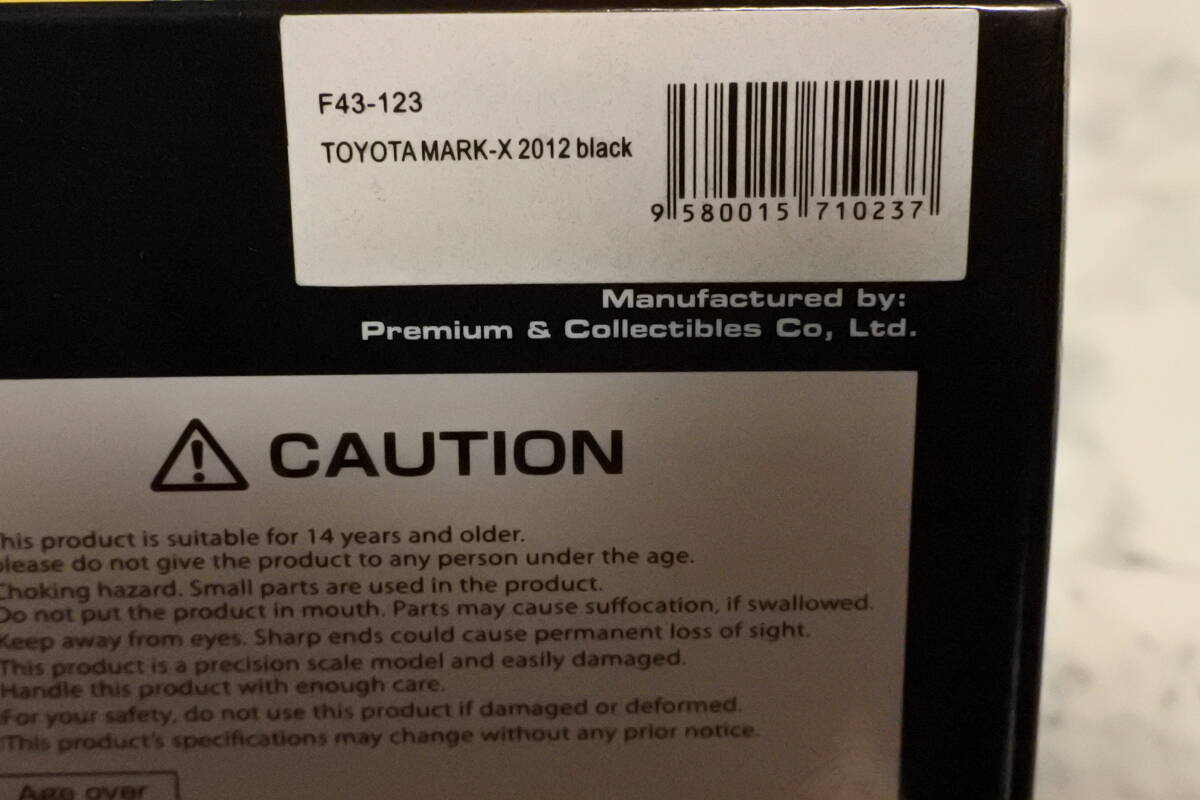 F43-123
TOYOTA MARK-X 2012 black
9 580015 710237
Manufactured by:
Premium & Collectibles Co, Ltd.
CAUTION
his product is suitable for 14 years and older.
please do not give the product to any person under the age.
Choking hazard. Small parts are used in the product.
Do not put the product in mouth. Parts may cause suffocation, if swallowed.
Keep away from eyes. Sharp ends could cause permanent loss of sight.
This product is a precision scale model and easily damaged.
Handle this product with enough care.
For your safety, do not use this product if damaged or deformed.
This product's specifications may change without any prior notice.
Age over